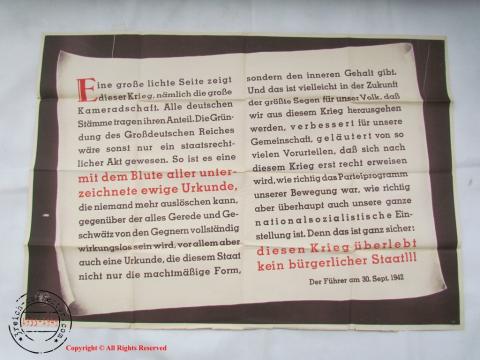 Eine große lichte Seite zeigt
dieser Krieg, nämlich die große
Kameradschaft. Alle deutschen
Stämme tragen ihren Anteil. Die Grün-
dung des Großdeutschen Reiches
wäre sonst nur ein staatsrecht-
licher Akt gewesen. So ist es eine
mit dem Blute aller unter-
zeichnete ewige Urkunde,
die niemand mehr auslöschen kann,
gegenüber der alles Gerede und Ge-
schwätz von den Gegnern vollständig
wirkungslos sein wird, vor allem aber
auch eine Urkunde, die diesem Staat
nicht nur die machtmäßige Form,
sondern den inneren Gehalt gibt.
Und das ist vielleicht in der Zukunft
der größte Segen für unser Volk, daß
wir aus diesem Krieg herausgehen
werden, verbessert für unsere
Gemeinschaft, geläutert von so
vielen Vorurteilen, daß sich nach
diesem Krieg erst recht erweisen
wird, wie richtig das Parteiprogramm
unserer Bewegung war, wie richtig
aber überhaupt auch unsere ganze
nationalsozialistische Ein-
stellung ist. Denn das ist ganz sicher:
diesen Krieg überlebt
kein bürgerlicher Staat!!!
Der Führer am 30. Sept. 1942
Copyright © All Rights Reserved